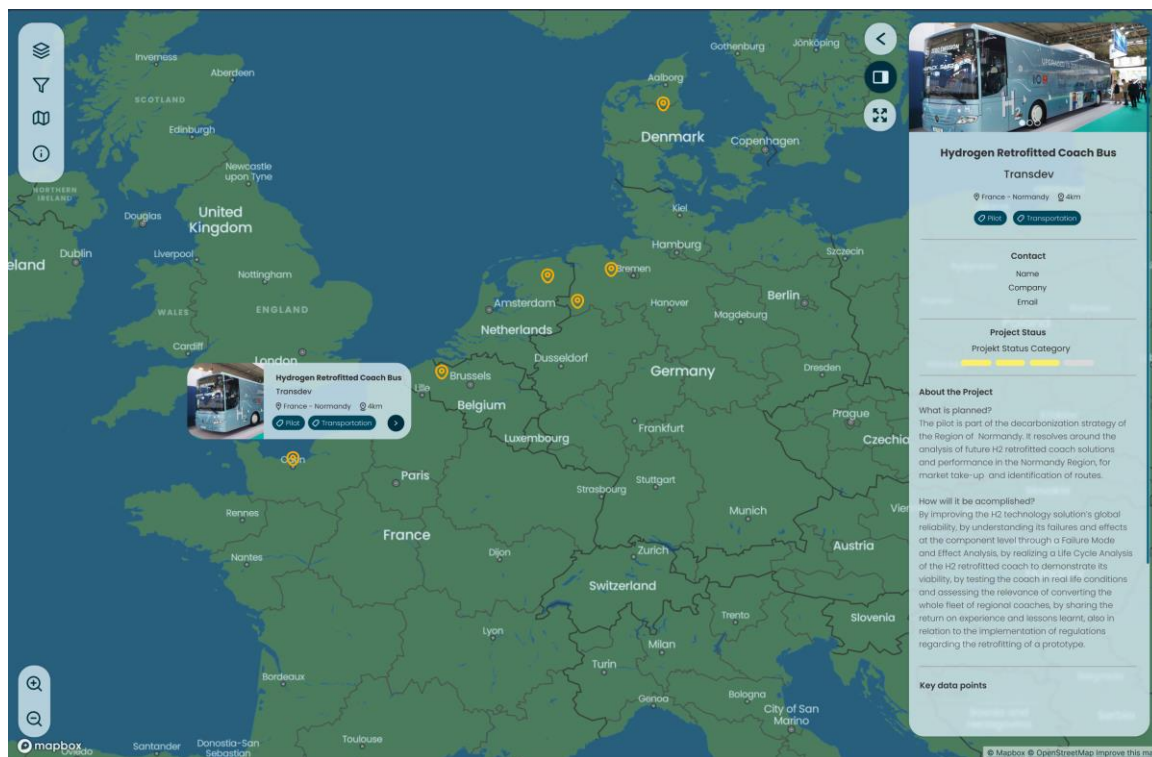 Inverness
Aberdeen
SCOTLAND
Edinburgh
Newcastle
upon Tyne
NORTHERN
IRELAND
Douglas
United
Kingdom
Dublin
eland
Liverpool
Nottingham
WALES
ENGLAND
Cardiff
London
Gothenburg
Jönköping
Aalborg
Denmark
Copenhagen
Kiel
Hamburg
Szczecin
Bremen
Amsterdam
Netherlands
Hanover
Berlin
Magdeburg
Dusseldorf
Germany
Dresden
Lille
Brussels
Belgium
Frankfurt
Prague
Czechia
Luxembourg
Paris
Strasbourg
Stuttgart
Rennes
Munich
Vien
France
Austria
Nantes
Dijon
Zurich
Switzerland
Slovenia
Lyon
Trento
Milan
Turin
Bordeaux
Genoa
Bologna
City of San
Marino
Toulouse
Santander
Donostia-San
Sebastian
Oviedo
mapbox
Hydrogen Retrofitted Coach Bus
Transdev
France - Normandy 4km
Pilot Transportation
H2
Hydrogen Retrofitted Coach Bus
Transdev
France - Normandy 4km
Pilot Transportation
Contact
Name
Company
Email
Project Staus
Projekt Status Category
About the Project
What is planned?
The pilot is part of the decarbonization strategy of
the Region of Normandy. It resolves around the
analysis of future H2 retrofitted coach solutions
and performance in the Normandy Region, for
market take-up and identification of routes.
How will it be acomplished?
By improving the H2 technology solution's global
reliability, by understanding its failures and effects
at the component level through a Failure Mode
and Effect Analysis, by realizing a Life Cycle Analysis
of the H2 retrofitted coach to demonstrate its
viability, by testing the coach in real life conditions
and assessing the relevance of converting the
whole fleet of regional coaches, by sharing the
return on experience and lessons learnt, also in
relation to the implementation of regulations
regarding the retrofitting of a prototype.
Key data points
© Mapbox © OpenStreetMap Improve this ma